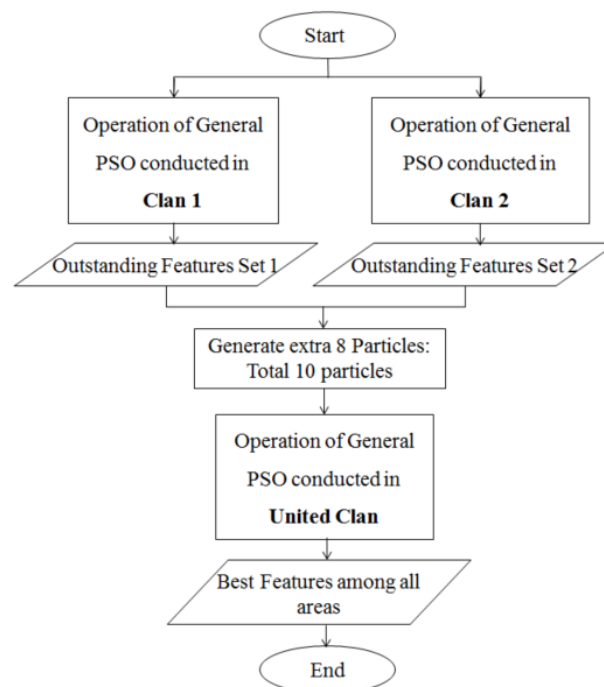 Start
Operation of General
PSO conducted in
Clan 1
Operation of General
PSO conducted in
Clan 2
Outstanding Features Set 1
Outstanding Features Set 2
Generate extra 8 Particles:
Total 10 particles
Operation of General
PSO conducted in
United Clan
Best Features among all
areas
End